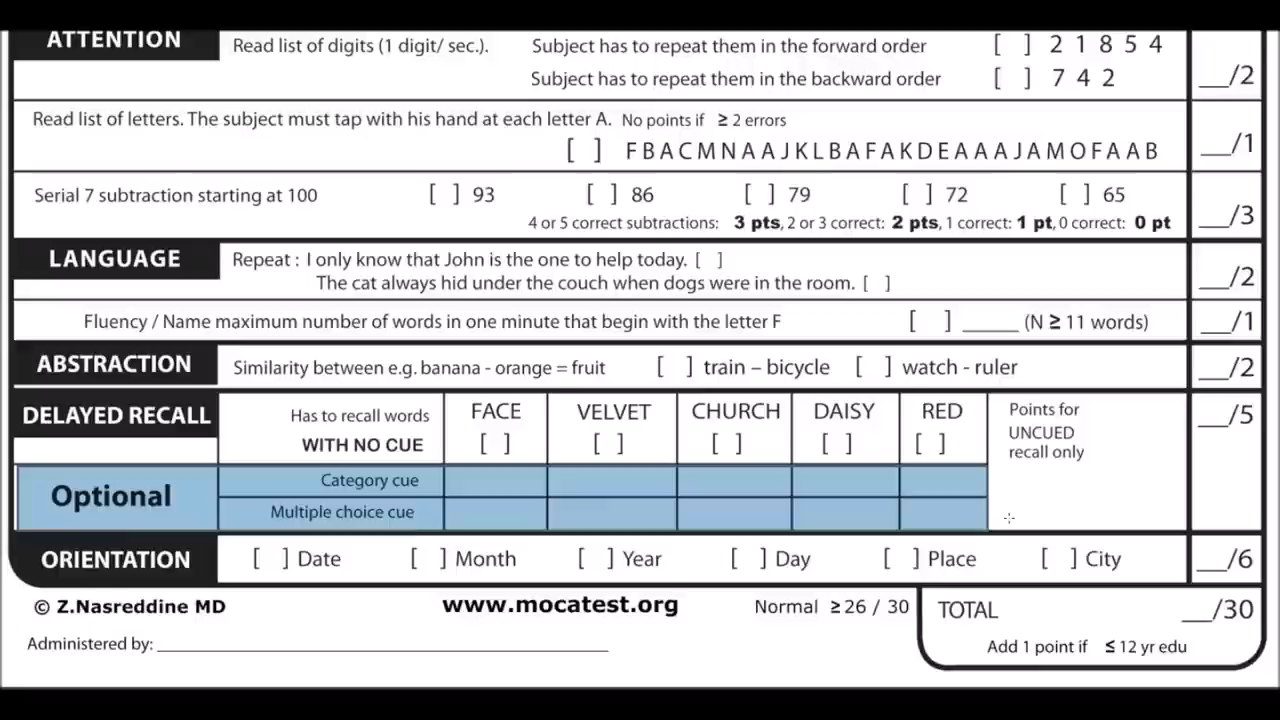 ATTENTION Read list of digits (1 digit/ sec.). Subject has to repeat them in the forward order [ ] 2 1 8 5 4
Subject has to repeat them in the backward order [ ] 7 4 2 __/2
Read list of letters. The subject must tap with his hand at each letter A. No points if ≥ 2 errors
[ ] F B A C M N A A J K L B A F A K D E A A A J A M O F A A B __/1
Serial 7 subtraction starting at 100 [ ] 93 [ ] 86 [ ] 79 [ ] 72 [ ] 65
4 or 5 correct subtractions: 3 pts, 2 or 3 correct: 2 pts, 1 correct: 1 pt, 0 correct: 0 pt __/3
LANGUAGE Repeat : I only know that John is the one to help today. [ ]
The cat always hid under the couch when dogs were in the room. [ ] __/2
Fluency / Name maximum number of words in one minute that begin with the letter F [ ] _____ (N ≥ 11 words) __/1
ABSTRACTION Similarity between e.g. banana - orange = fruit [ ] train – bicycle [ ] watch - ruler __/2
DELAYED RECALL Has to recall words FACE VELVET CHURCH DAISY RED Points for __/5
WITH NO CUE [ ] [ ] [ ] [ ] [ ] UNCUED
recall only
Optional Category cue
Multiple choice cue
ORIENTATION [ ] Date [ ] Month [ ] Year [ ] Day [ ] Place [ ] City __/6
© Z.Nasreddine MD www.mocatest.org Normal ≥ 26 / 30 TOTAL __/30
Administered by: ______ Add 1 point if ≤ 12 yr edu